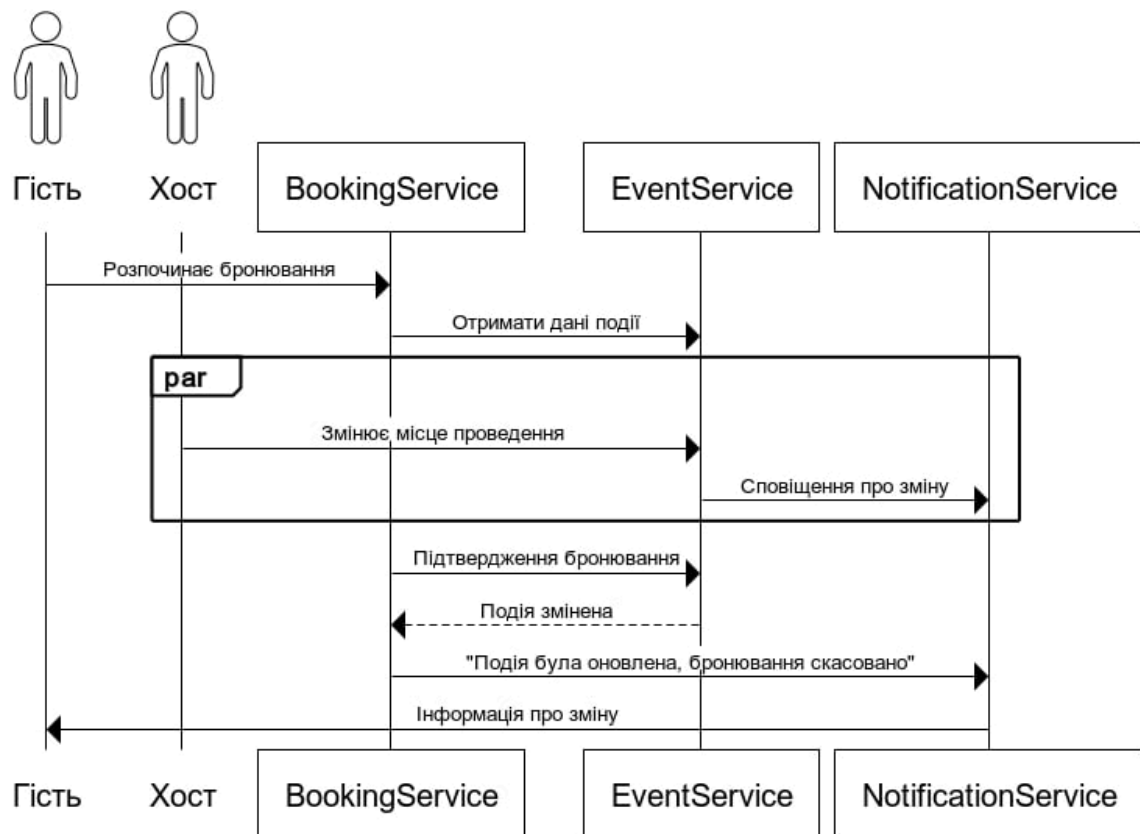 Гість
Хост
BookingService
EventService
NotificationService
Розпочинає бронювання
Отримати дані події
par
Змінює місце проведення
Сповіщення про зміну
Підтвердження бронювання
Подія змінена
"Подія була оновлена, бронювання скасовано"
Інформація про зміну
Гість
Хост
BookingService
EventService
NotificationService